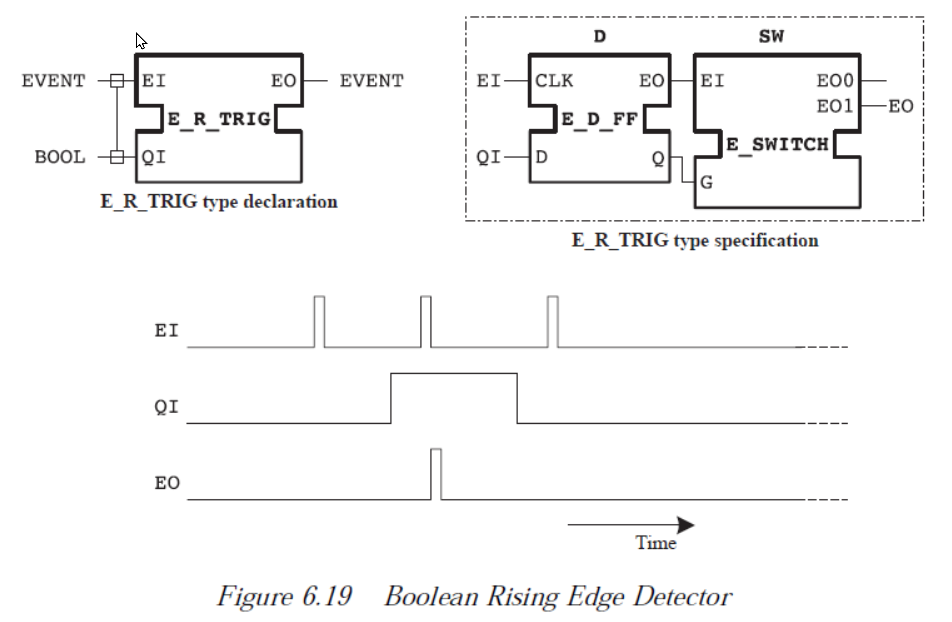 D SW
EVENT EI EO EVENT
EI CLK EO EI EO0
EO1 EO
E_R_TRIG
E_D_FF
E_SWITCH
BOOL QI
QI D Q
G
E_R_TRIG type declaration
E_R_TRIG type specification
EI
QI
EO
Time
Figure 6.19 Boolean Rising Edge Detector